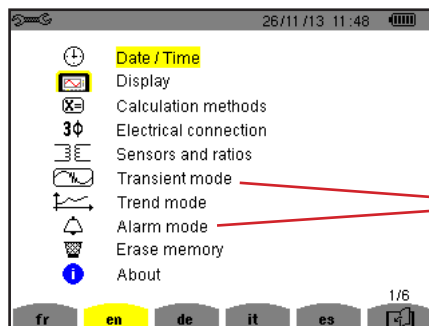 26/11/13 11:48
Date / Time
Display
X= Calculation methods
3Φ Electrical connection
Sensors and ratios
Transient mode
Trend mode
Alarm mode
Erase memory
i About
1/6
fr en de it es